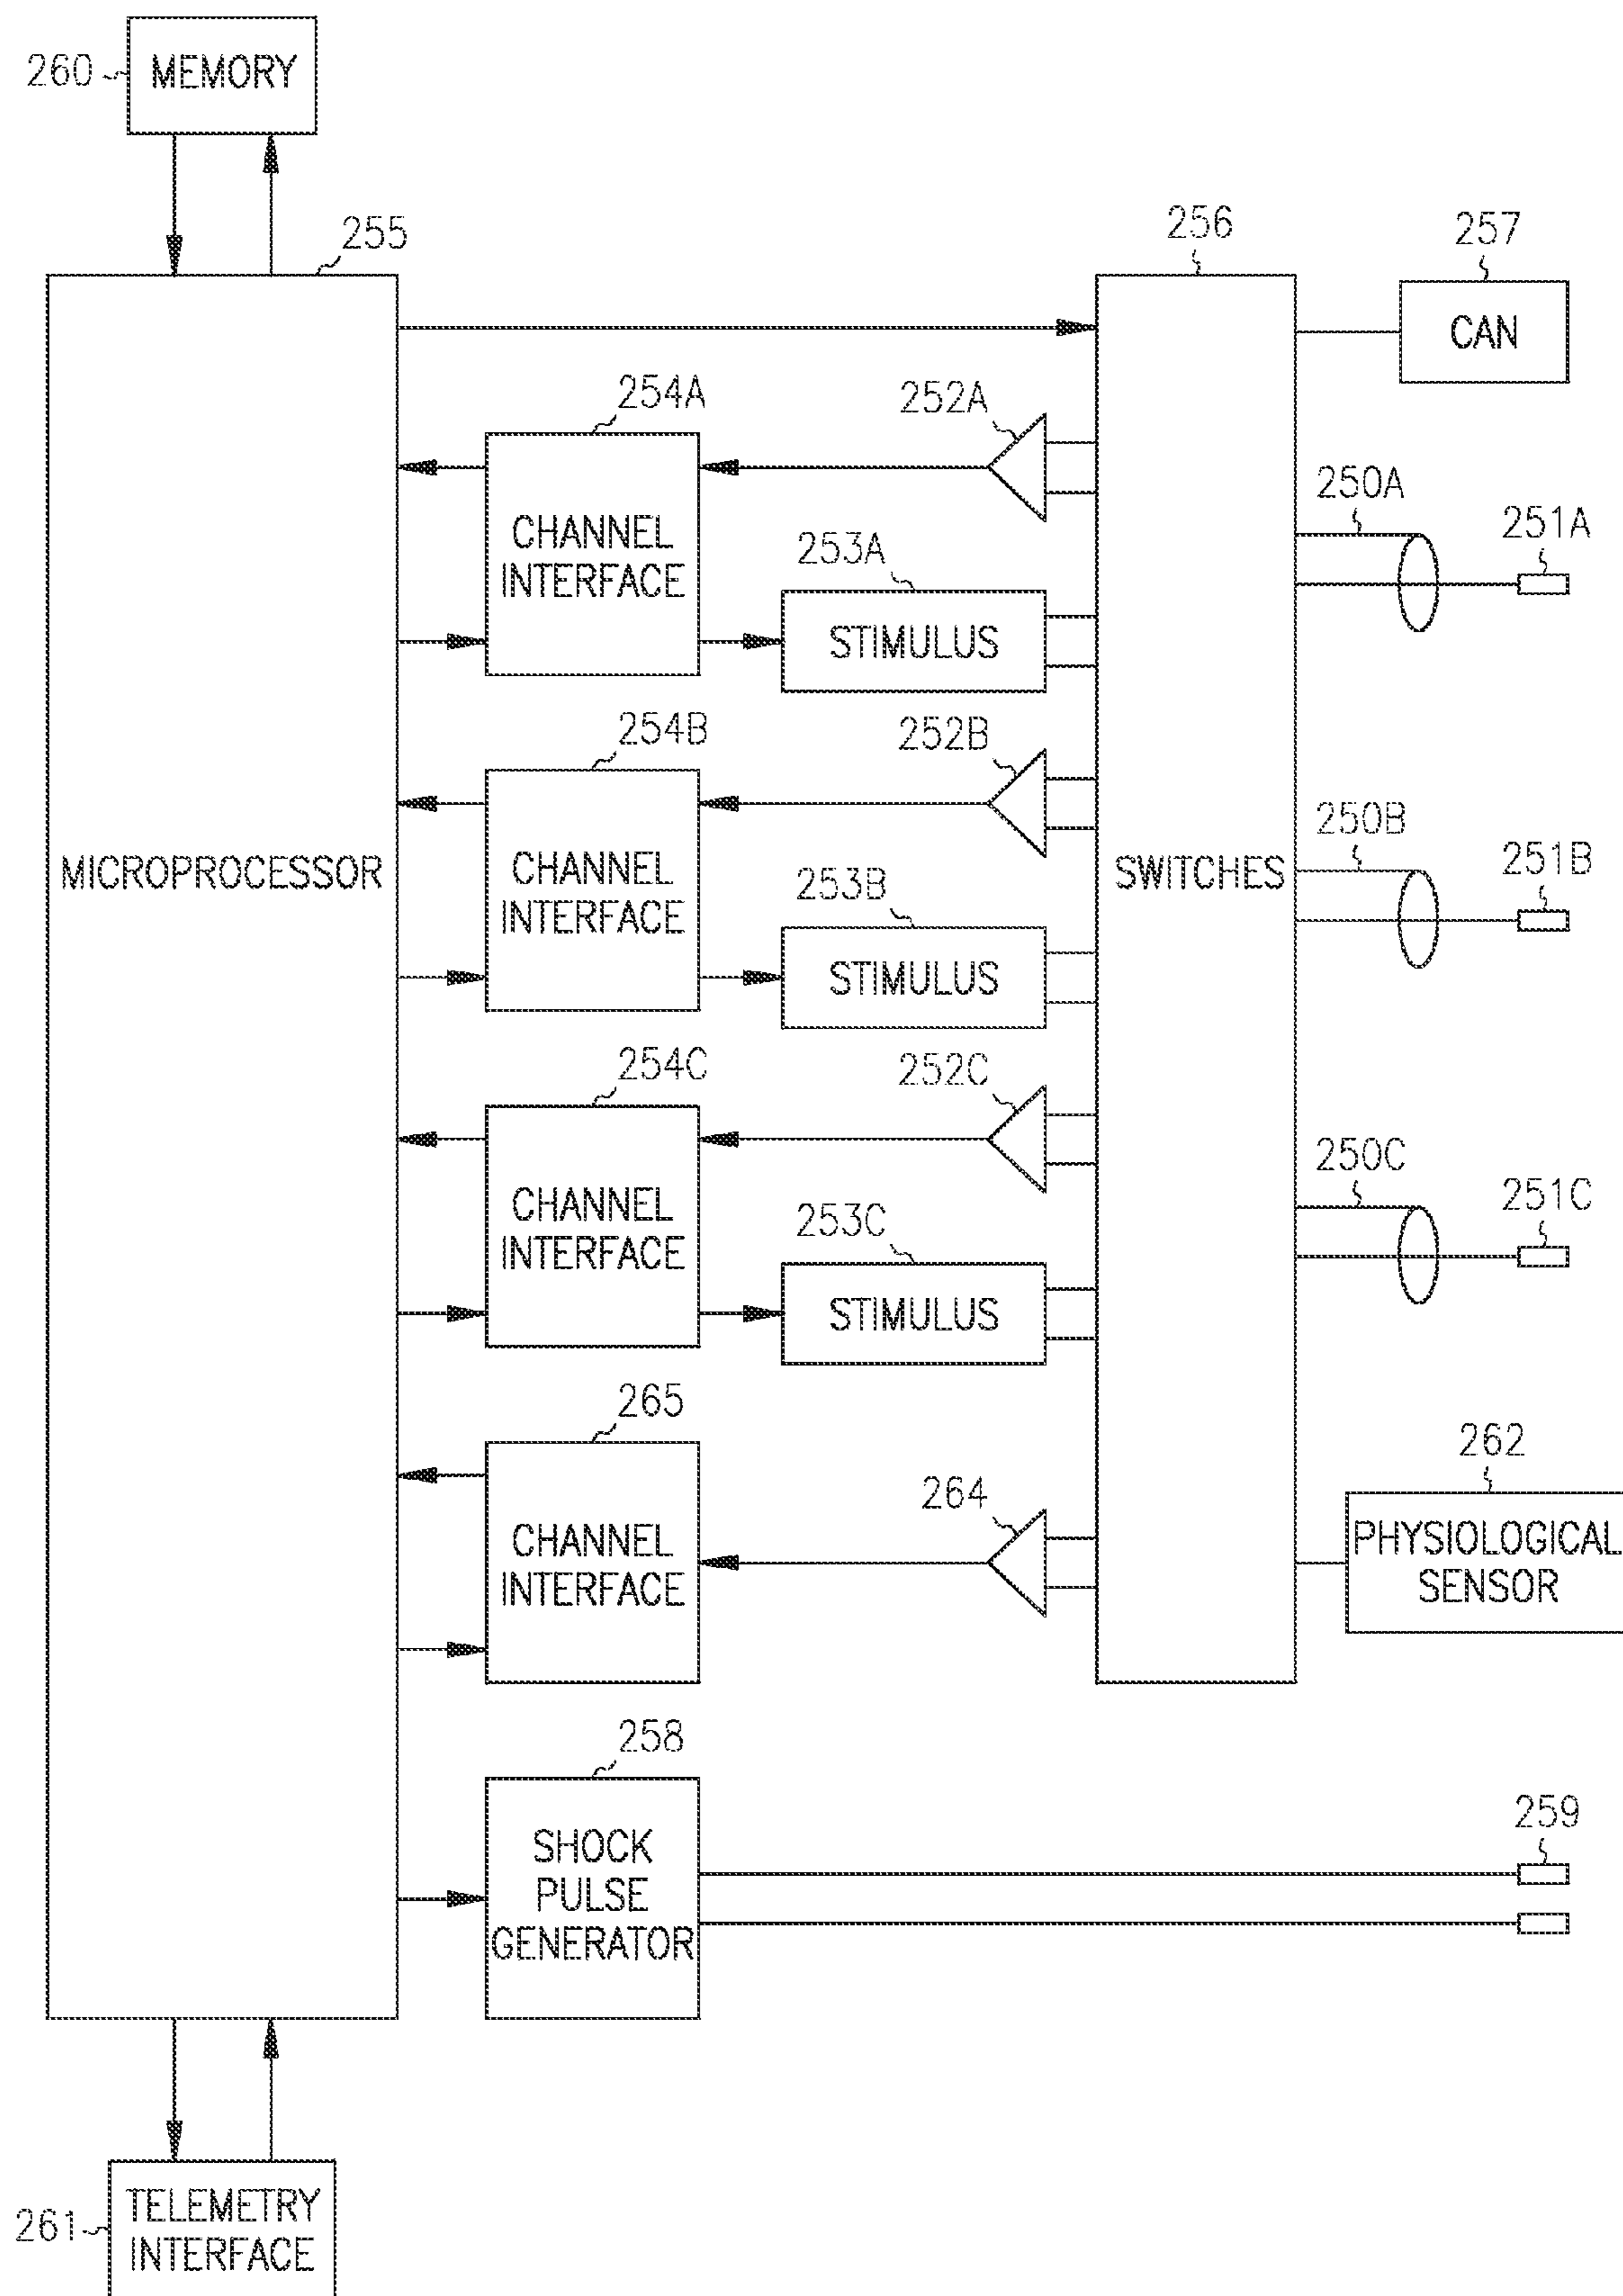 260
MEMORY
255
256
257
CAN
254A
252A
250A
251A
CHANNEL
INTERFACE
253A
STIMULUS
254B
252B
250B
251B
MICROPROCESSOR
CHANNEL
INTERFACE
253B
STIMULUS
SWITCHES
254C
252C
250C
251C
CHANNEL
INTERFACE
253C
STIMULUS
265
264
262
CHANNEL
INTERFACE
PHYSIOLOGICAL
SENSOR
258
259
SHOCK
PULSE
GENERATOR
261
TELEMETRY
INTERFACE